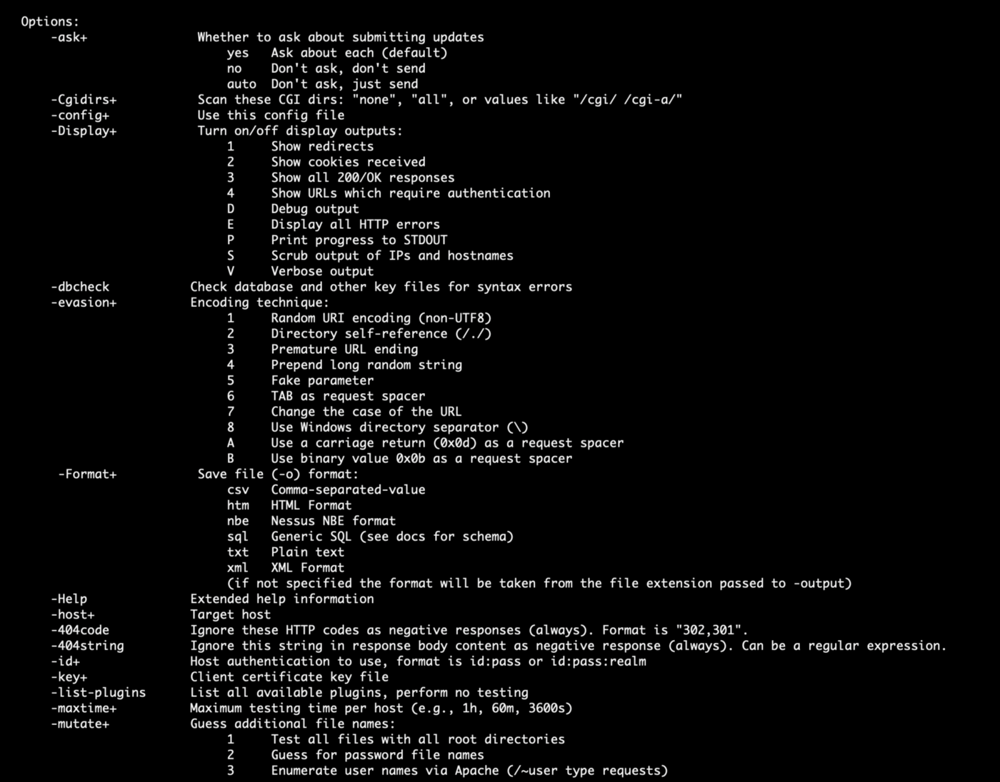 Options:
-ask+ Whether to ask about submitting updates
yes Ask about each (default)
no Don't ask, don't send
auto Don't ask, just send
-Cgidirs+ Scan these CGI dirs: "none", "all", or values like "/cgi/ /cgi-a/"
-config+ Use this config file
-Display+ Turn on/off display outputs:
1 Show redirects
2 Show cookies received
3 Show all 200/OK responses
4 Show URLs which require authentication
D Debug output
E Display all HTTP errors
P Print progress to STDOUT
S Scrub output of IPs and hostnames
V Verbose output
-dbcheck Check database and other key files for syntax errors
-evasion+ Encoding technique:
1 Random URI encoding (non-UTF8)
2 Directory self-reference (/./)
3 Premature URL ending
4 Prepend long random string
5 Fake parameter
6 TAB as request spacer
7 Change the case of the URL
8 Use Windows directory separator (\)
A Use a carriage return (0x0d) as a request spacer
B Use binary value 0x0b as a request spacer
-Format+ Save file (-o) format:
csv Comma-separated-value
htm HTML Format
nbe Nessus NBE format
sql Generic SQL (see docs for schema)
txt Plain text
xml XML Format
(if not specified the format will be taken from the file extension passed to -output)
-Help Extended help information
-host+ Target host
-404code Ignore these HTTP codes as negative responses (always). Format is "302,301".
-404string Ignore this string in response body content as negative response (always). Can be a regular expression.
-id+ Host authentication to use, format is id:pass or id:pass:realm
-key+ Client certificate key file
-list-plugins List all available plugins, perform no testing
-maxtime+ Maximum testing time per host (e.g., 1h, 60m, 3600s)
-mutate+ Guess additional file names:
1 Test all files with all root directories
2 Guess for password file names
3 Enumerate user names via Apache (/~user type requests)